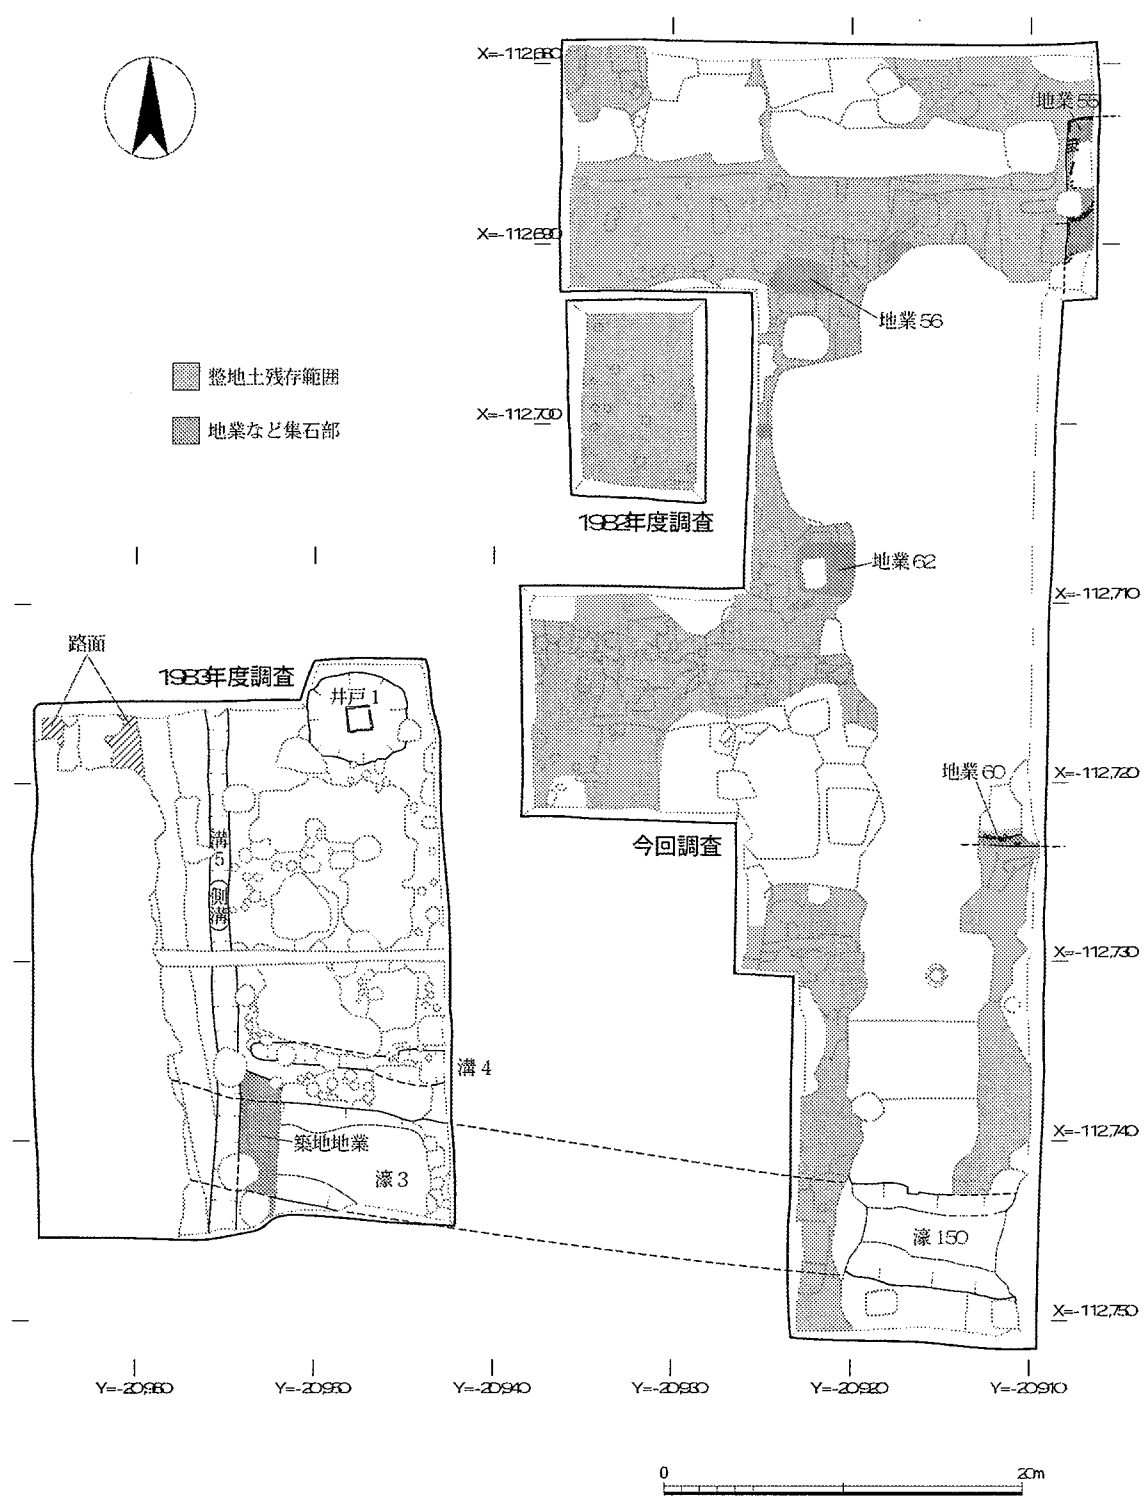 X=-112,680
地業55
X=-112,690
地業56
整地土残存範囲
地業など集石部
X=-112,700
1982年度調査
地業62
X=-112,710
路面
1983年度調査
井戸1
X=-112,720
地業60
今回調査
溝5
側溝
X=-112,730
溝4
築地地業
X=-112,740
濠3
濠150
X=-112,750
Y=-20,960
Y=-20,950
Y=-20,940
Y=-20,930
Y=-20,920
Y=-20,910
0
20m